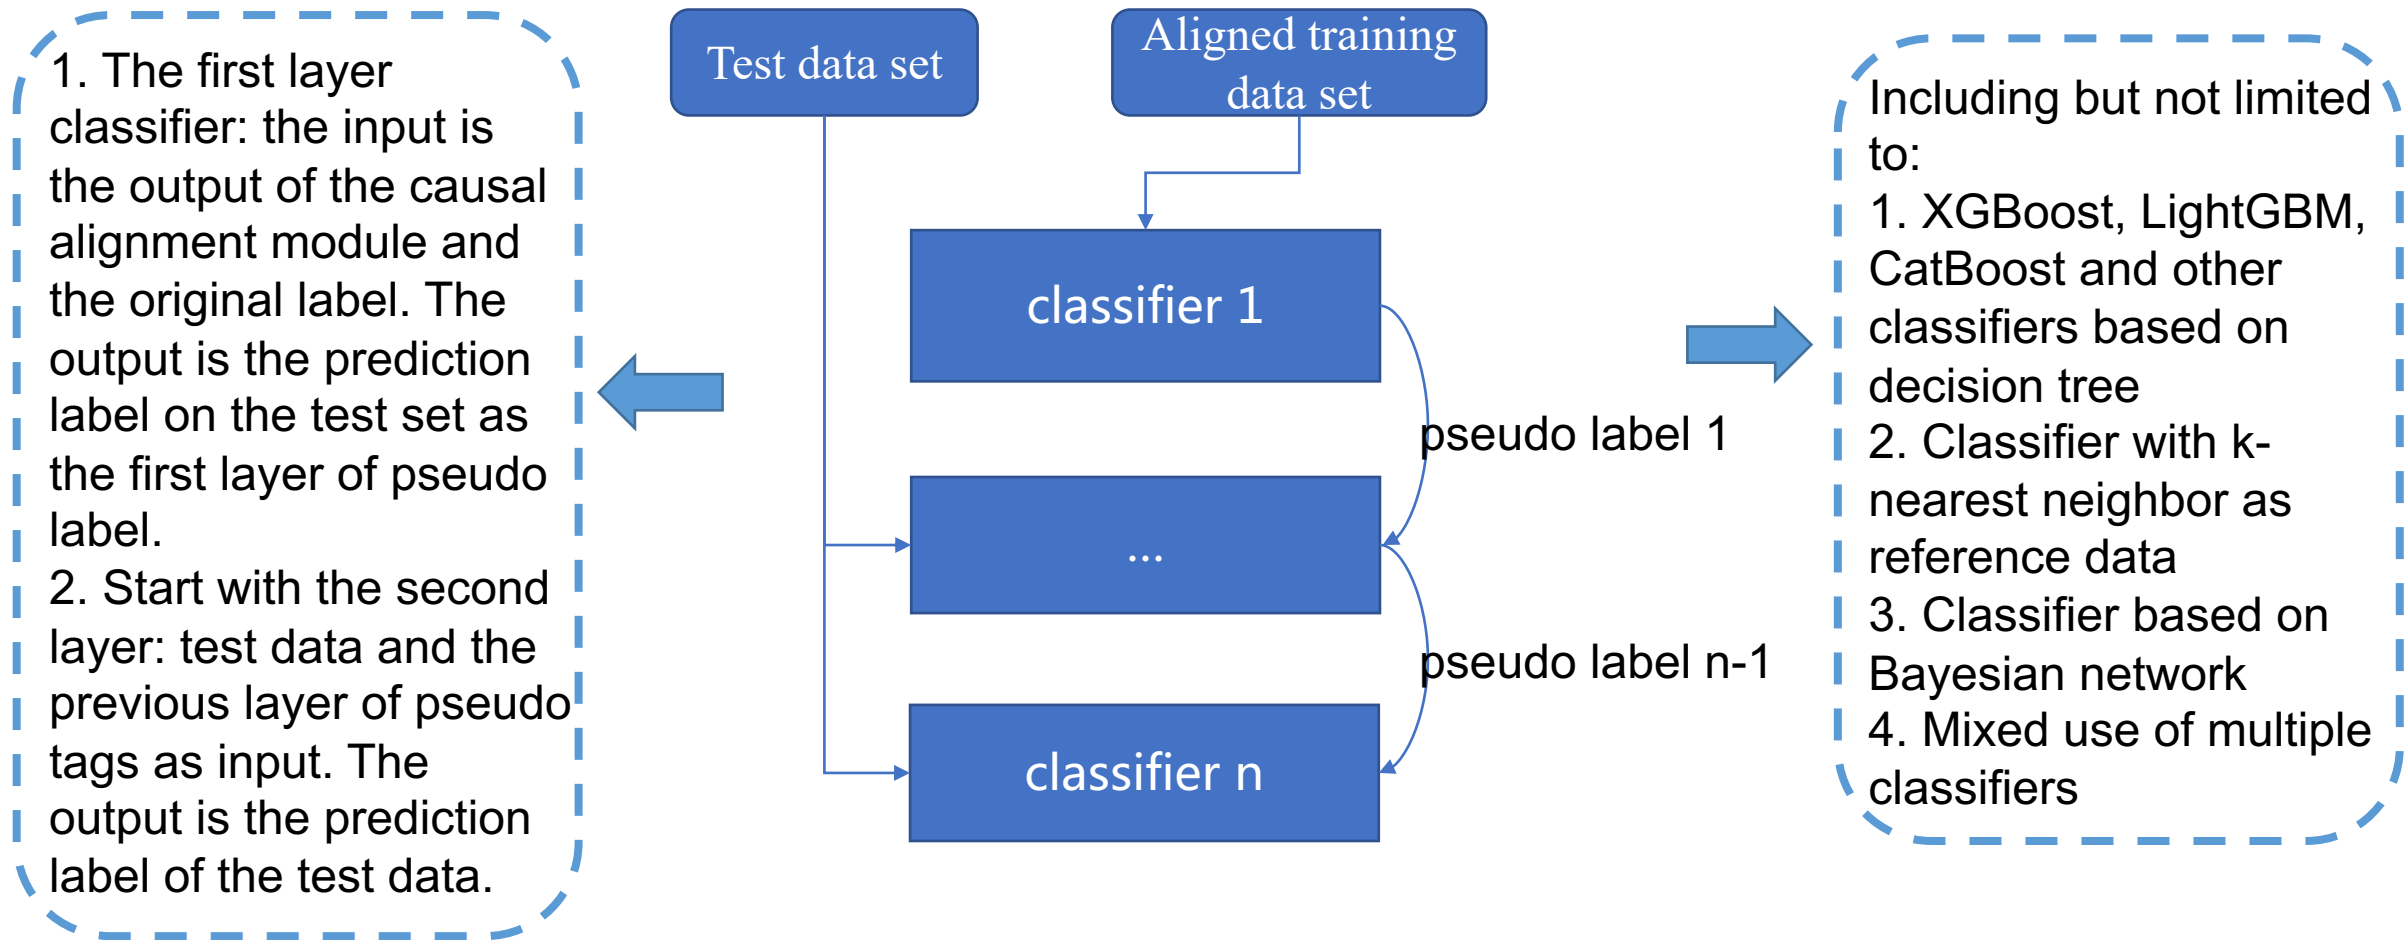 1. The first layer
classifier: the input is
the output of the causal
alignment module and
the original label. The
output is the prediction
label on the test set as
the first layer of pseudo
label.
2. Start with the second
layer: test data and the
previous layer of pseudo
tags as input. The
output is the prediction
label of the test data.
Test data set
Aligned training
data set
classifier 1
pseudo label 1
...
pseudo label n-1
classifier n
Including but not limited
to:
1. XGBoost, LightGBM,
CatBoost and other
classifiers based on
decision tree
2. Classifier with k-
nearest neighbor as
reference data
3. Classifier based on
Bayesian network
4. Mixed use of multiple
classifiers